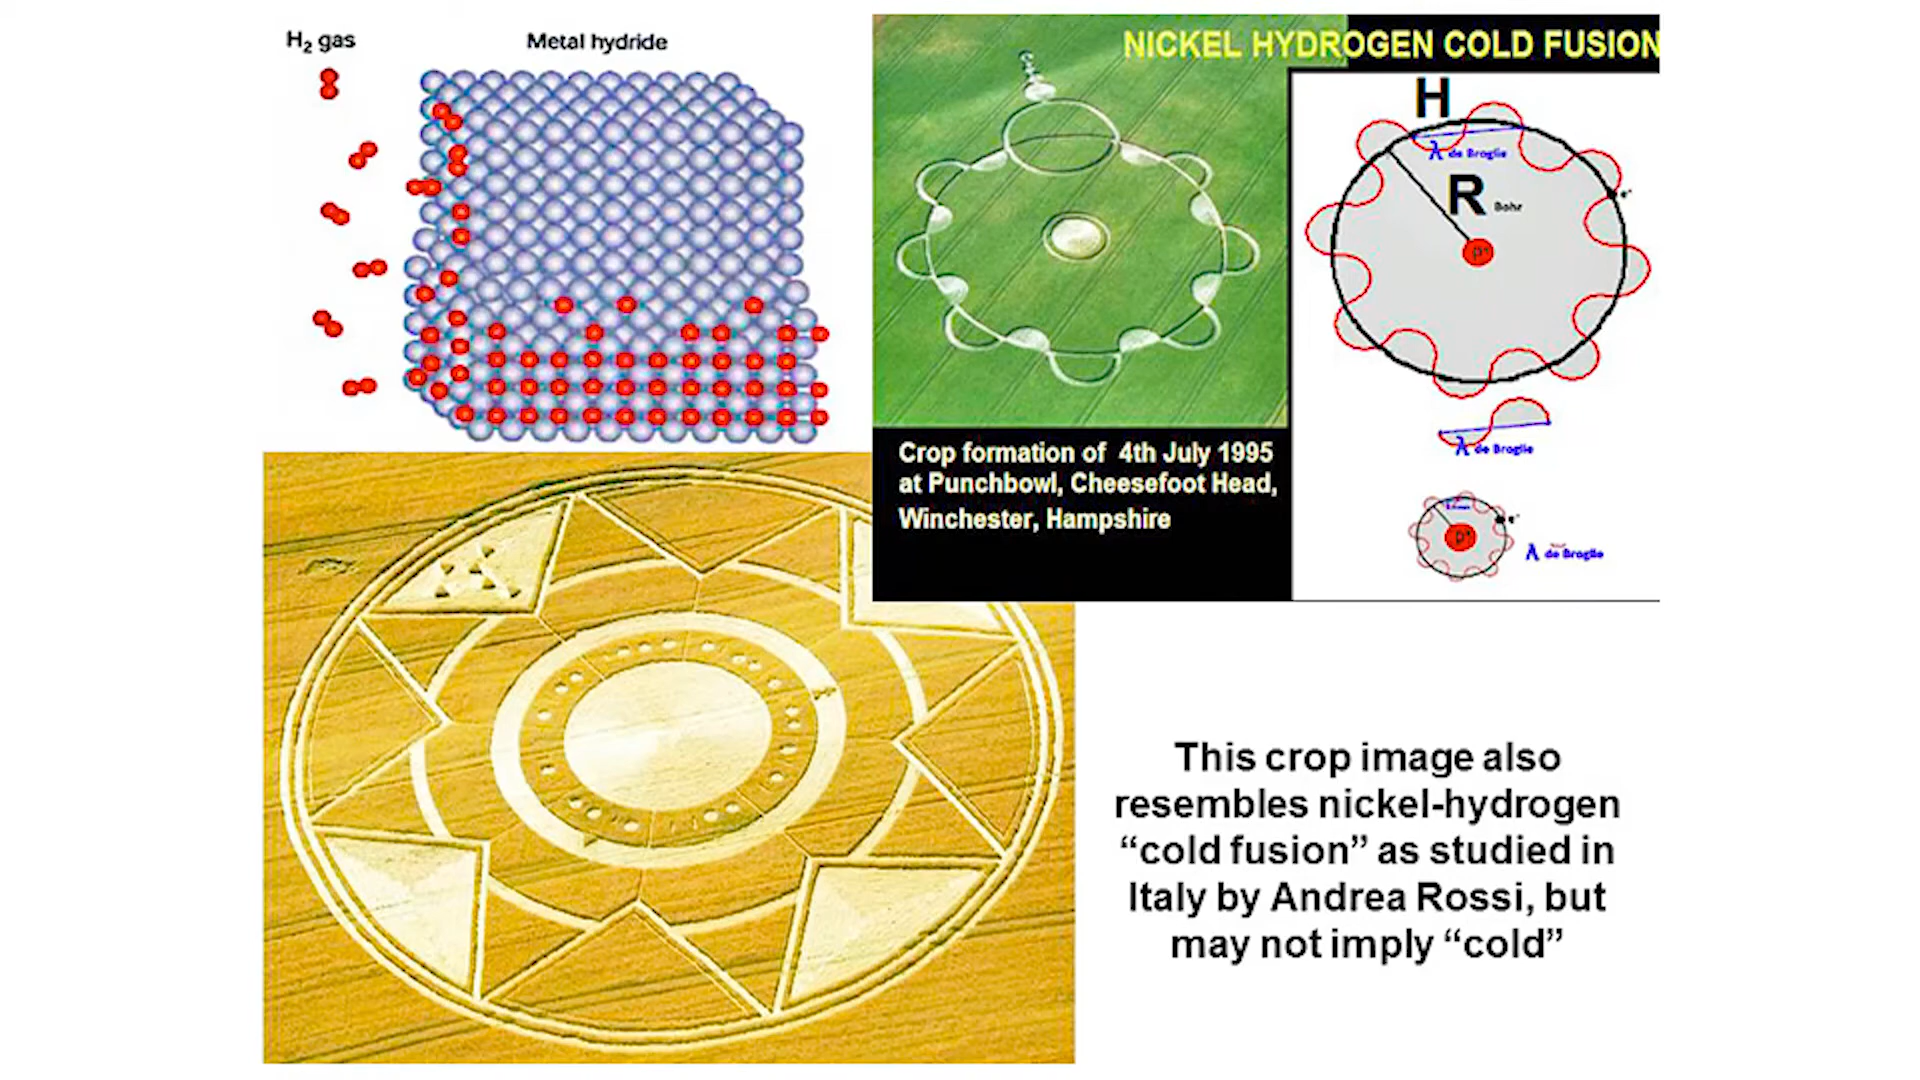 H₂ gas
Metal hydride
NICKEL HYDROGEN COLD FUSION
H
λ de Broglie
R Bohr
e⁻
P⁺
λ de Broglie
e⁻
P⁺
λ de Broglie
Crop formation of 4th July 1995
at Punchbowl, Cheesefoot Head,
Winchester, Hampshire
This crop image also
resembles nickel-hydrogen
“cold fusion” as studied in
Italy by Andrea Rossi, but
may not imply “cold”